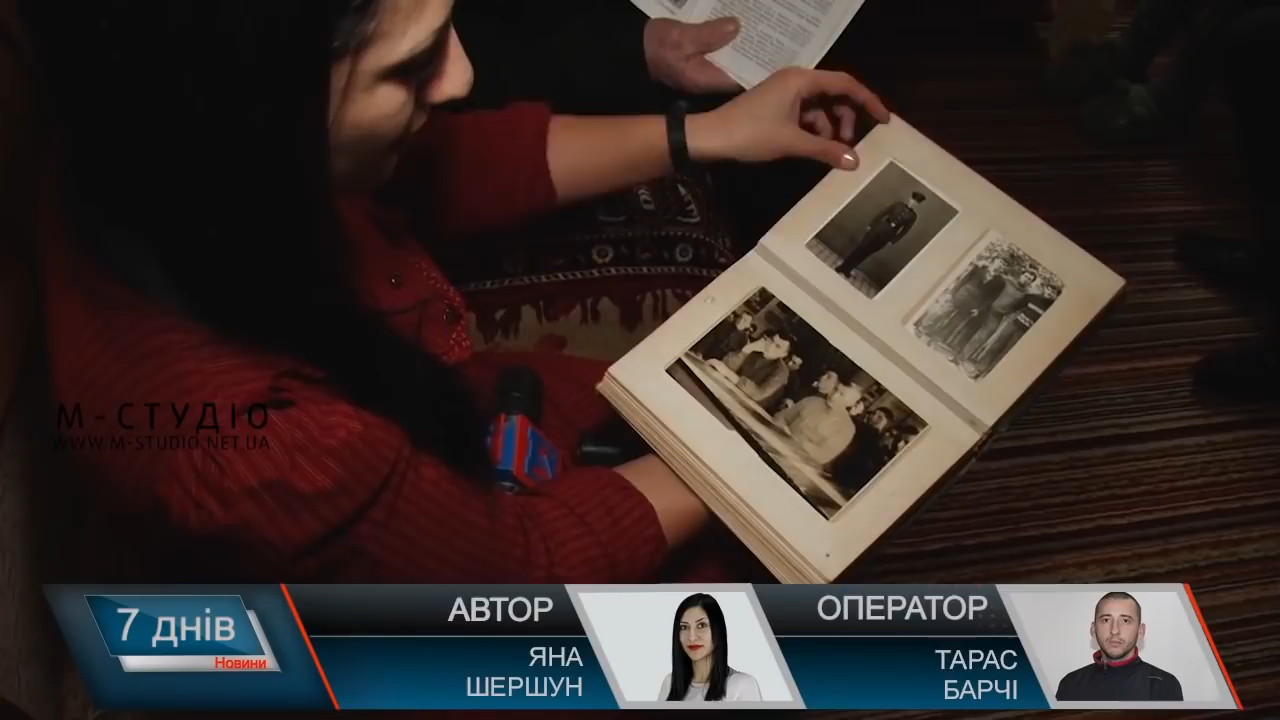 М-СТУДІО
WWW.M-STUDIO.NET.UA
7 днів
Новини
АВТОР
ЯНА
ШЕРШУН
ОПЕРАТОР
ТАРАС
БАРЧІ